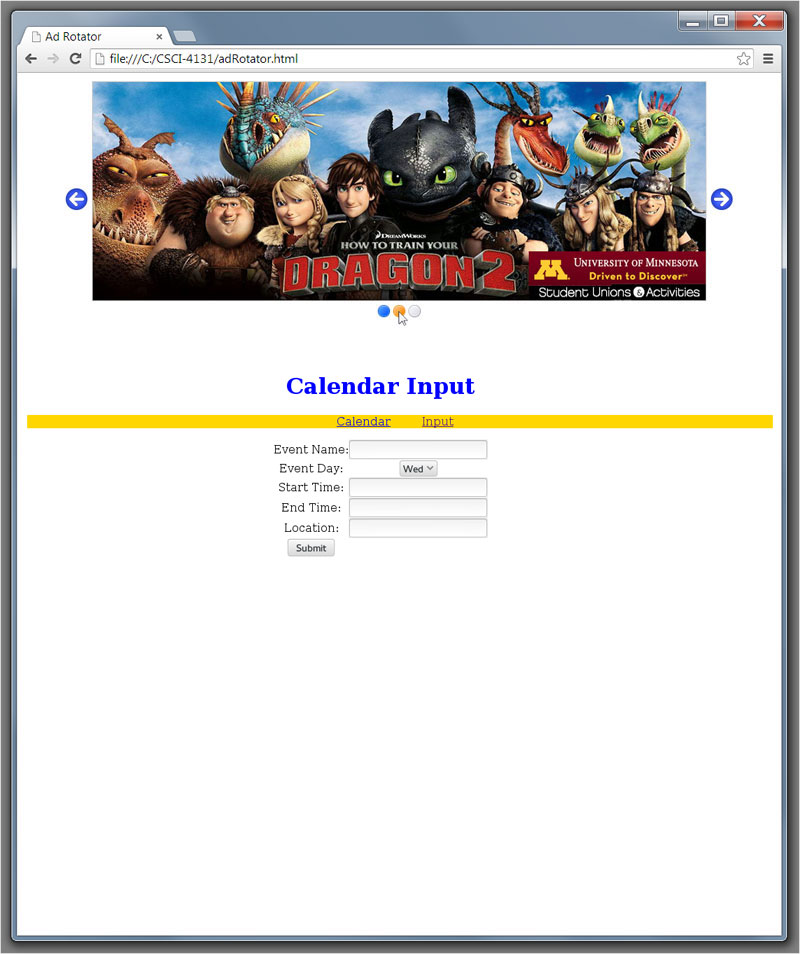 Ad Rotator
file:///C:/CSCI-4131/adRotator.html
DREAMWORKS
HOW TO TRAIN YOUR
DRAGON 2
M UNIVERSITY OF MINNESOTA
Driven to Discover℠
Student Unions & Activities
Calendar Input
Calendar Input
Event Name:
Event Day: Wed
Start Time:
End Time:
Location:
Submit